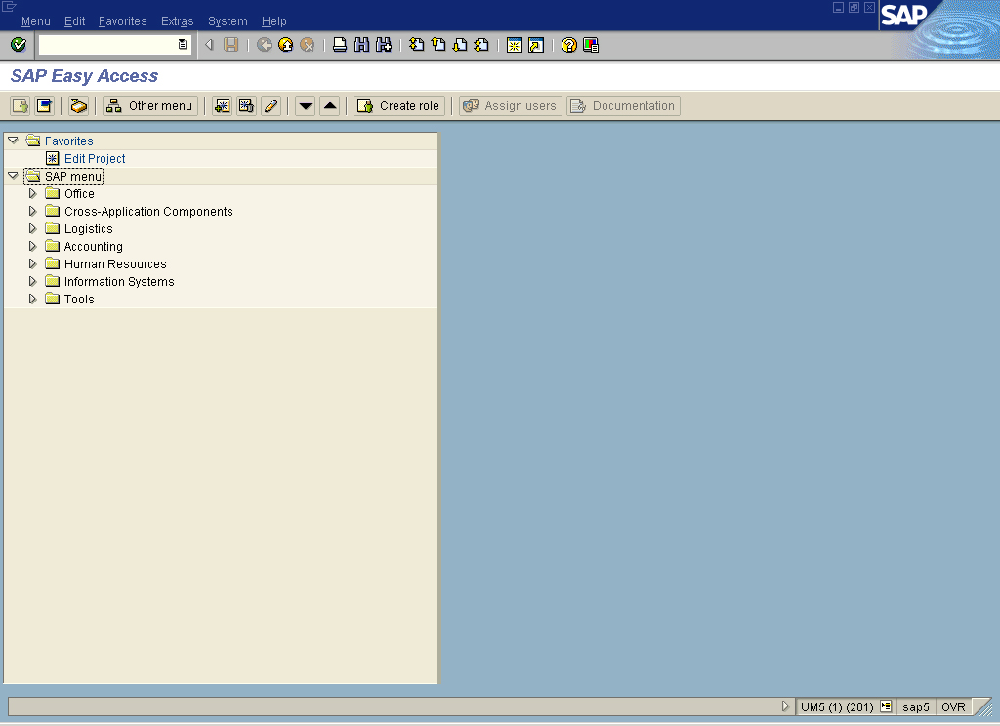 Menu Edit Favorites Extras System Help
SAP
SAP Easy Access
Other menu Create role Assign users Documentation
Favorites
Edit Project
SAP menu
Office
Cross-Application Components
Logistics
Accounting
Human Resources
Information Systems
Tools
UM5 (1) (201) sap5 OVR